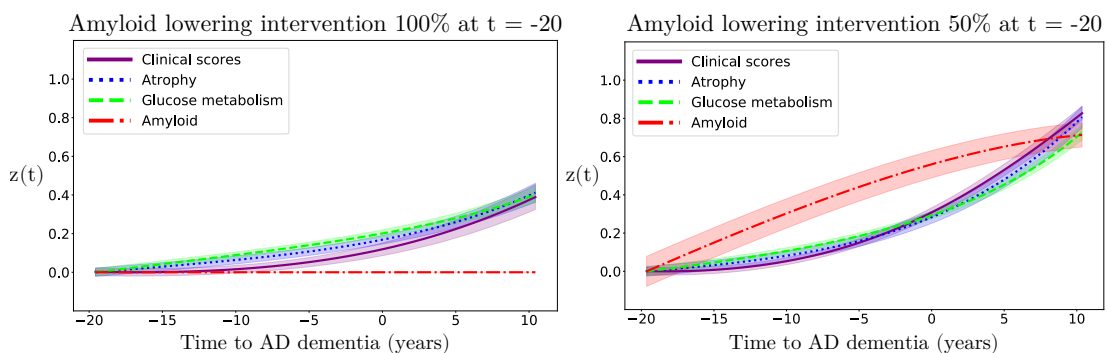 Amyloid lowering intervention 100% at t = -20
Clinical scores
Atrophy
Glucose metabolism
Amyloid
1.0
0.8
0.6
0.4
0.2
0.0
z(t)
−20 −15 −10 −5 0 5 10
Time to AD dementia (years)
Amyloid lowering intervention 50% at t = -20
Clinical scores
Atrophy
Glucose metabolism
Amyloid
1.0
0.8
0.6
0.4
0.2
0.0
z(t)
−20 −15 −10 −5 0 5 10
Time to AD dementia (years)